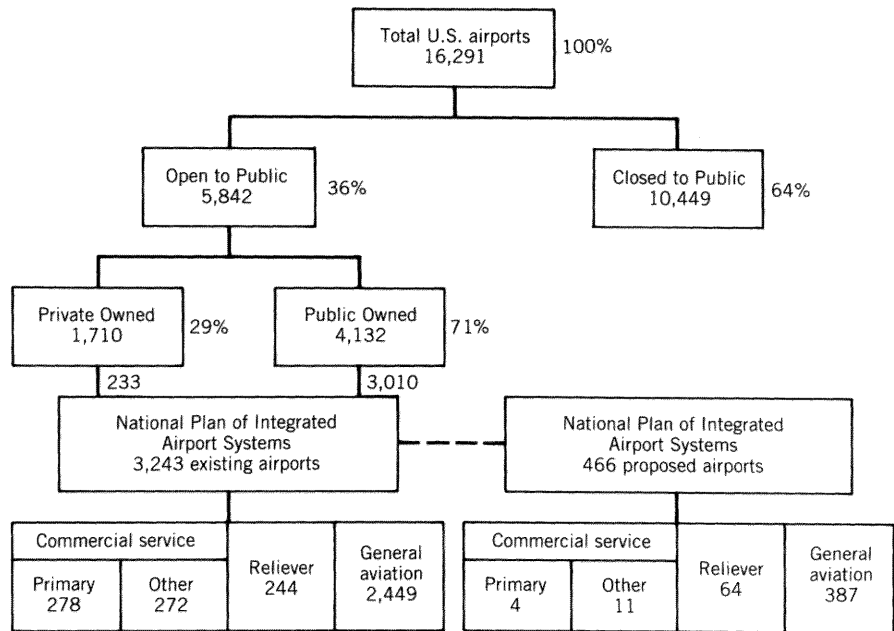 Total U.S. airports
16,291
100%
Open to Public
5,842
36%
Closed to Public
10,449
64%
Private Owned
1,710
29%
Public Owned
4,132
71%
233
3,010
National Plan of Integrated
Airport Systems
3,243 existing airports
National Plan of Integrated
Airport Systems
466 proposed airports
Commercial service
Primary
278
Other
272
Reliever
244
General
aviation
2,449
Commercial service
Primary
4
Other
11
Reliever
64
General
aviation
387